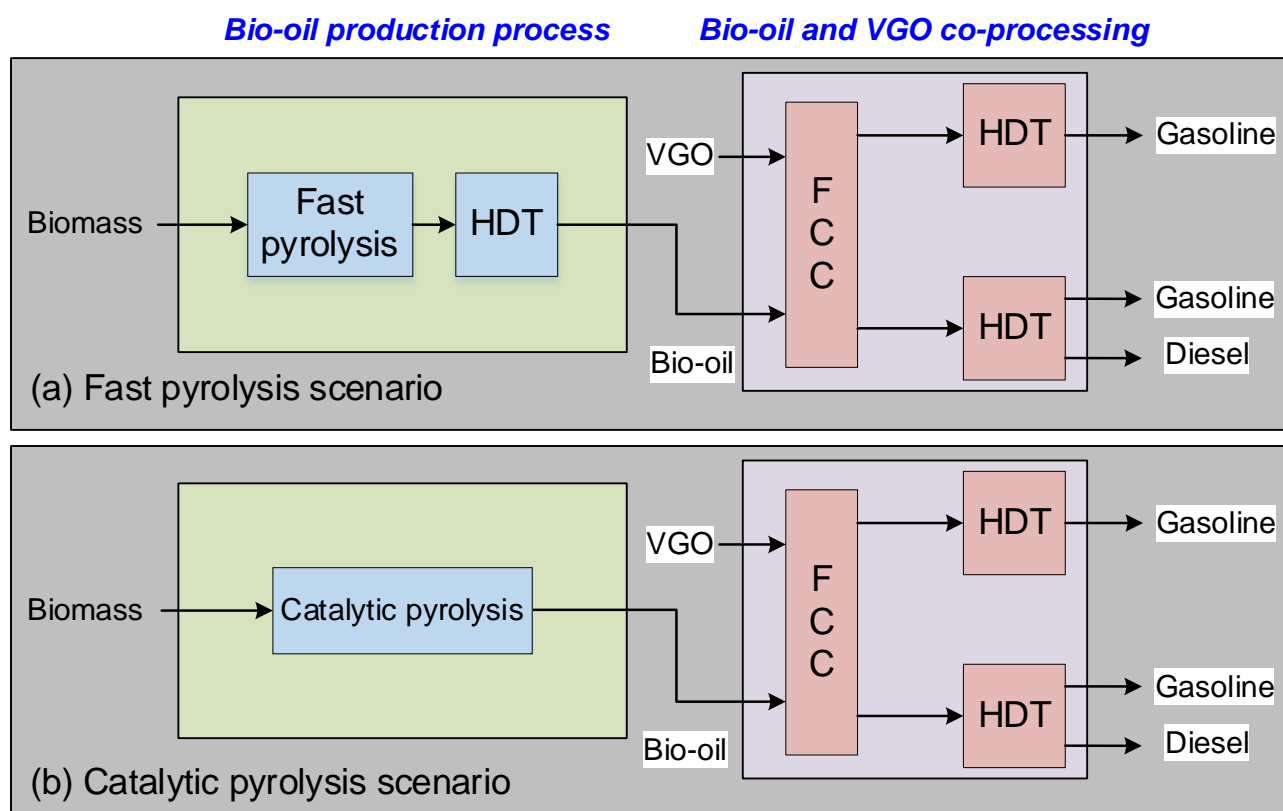 Bio-oil production process
Bio-oil and VGO co-processing
Biomass
Fast
pyrolysis
HDT
VGO
Bio-oil
F
C
C
HDT
HDT
Gasoline
Gasoline
Diesel
(a) Fast pyrolysis scenario
Biomass
Catalytic pyrolysis
VGO
Bio-oil
F
C
C
HDT
HDT
Gasoline
Gasoline
Diesel
(b) Catalytic pyrolysis scenario